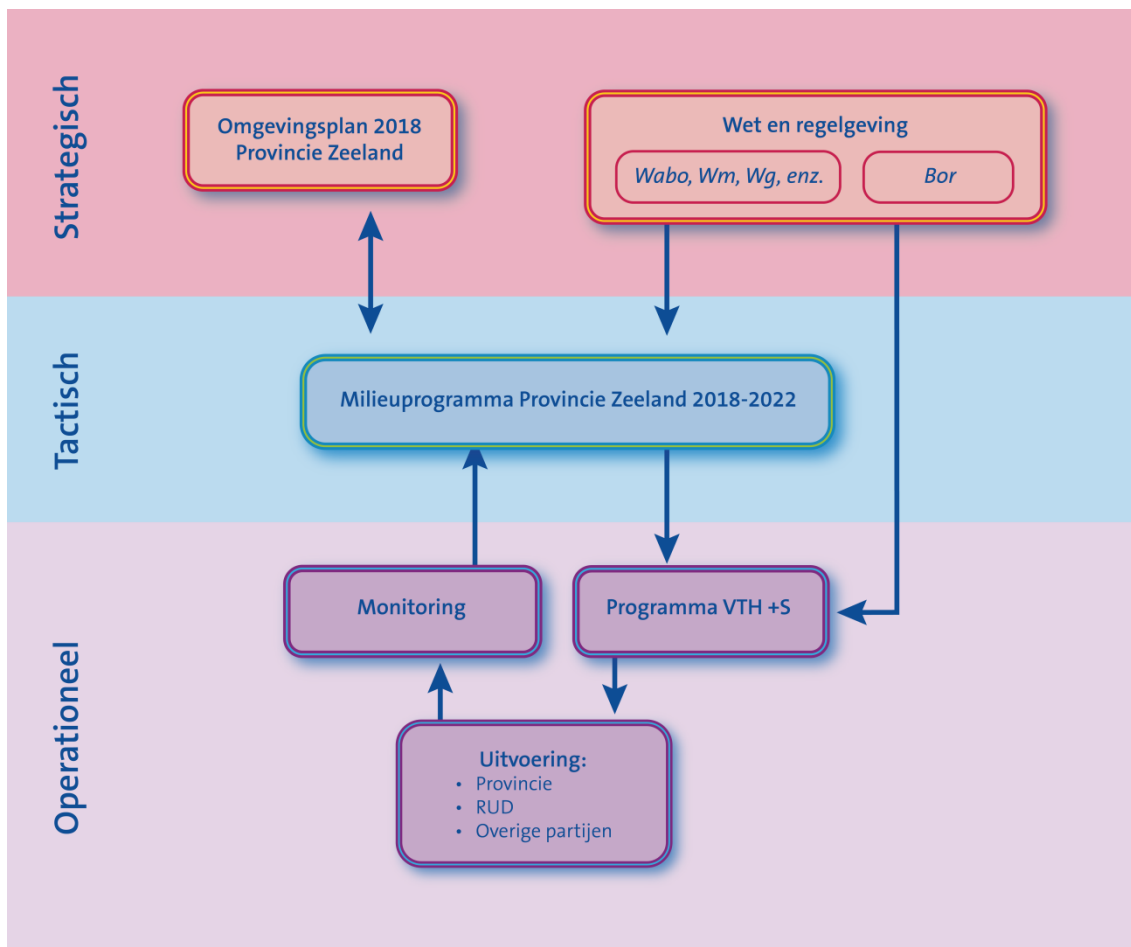 Strategisch
Omgevingsplan 2018
Provincie Zeeland
Wet en regelgeving
Wabo, Wm, Wg, enz.
Bor
Tactisch
Milieuprogramma Provincie Zeeland 2018-2022
Operationeel
Monitoring
Programma VTH +S
Uitvoering:
• Provincie
• RUD
• Overige partijen